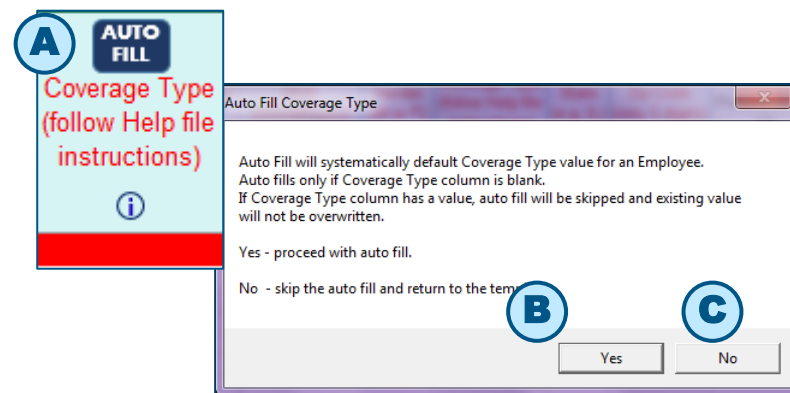 A
AUTO
FILL
Coverage Type
(follow Help file
instructions)
i
Auto Fill Coverage Type
x
Auto Fill will systematically default Coverage Type value for an Employee.
Auto fills only if Coverage Type column is blank.
If Coverage Type column has a value, auto fill will be skipped and existing value
will not be overwritten.
Yes - proceed with auto fill.
No - skip the auto fill and return to the
B
C
Yes
No